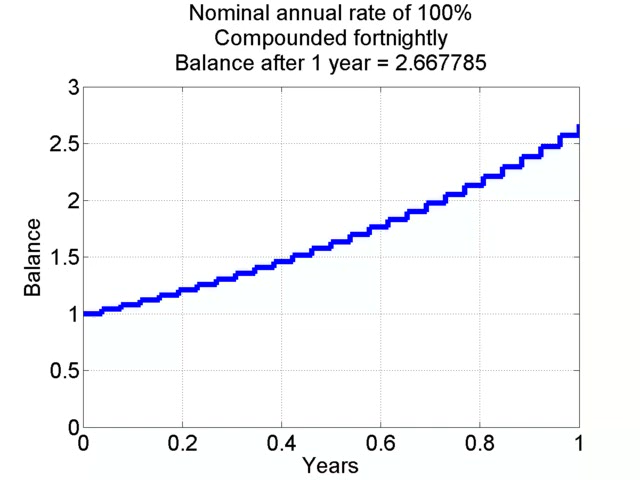 Nominal annual rate of 100%
Compounded fortnightly
Balance after 1 year = 2.667785
3
2.5
2
1.5
1
0.5
0
Balance
0 0.2 0.4 0.6 0.8 1
Years